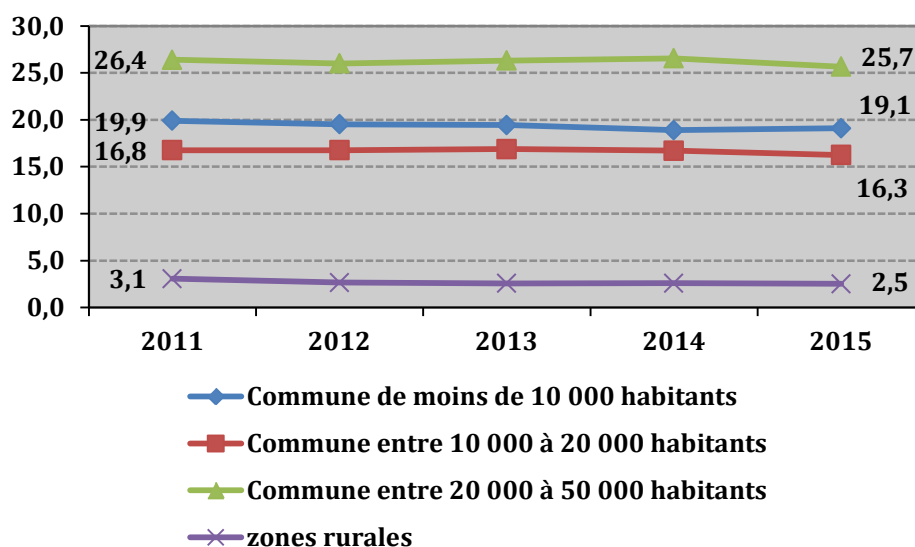 30,0
26,4 25,7
25,0
20,0 19,1
19,9
16,8
15,0 16,3
10,0
5,0
3,1 2,5
0,0
2011 2012 2013 2014 2015
Commune de moins de 10 000 habitants
Commune entre 10 000 à 20 000 habitants
Commune entre 20 000 à 50 000 habitants
zones rurales